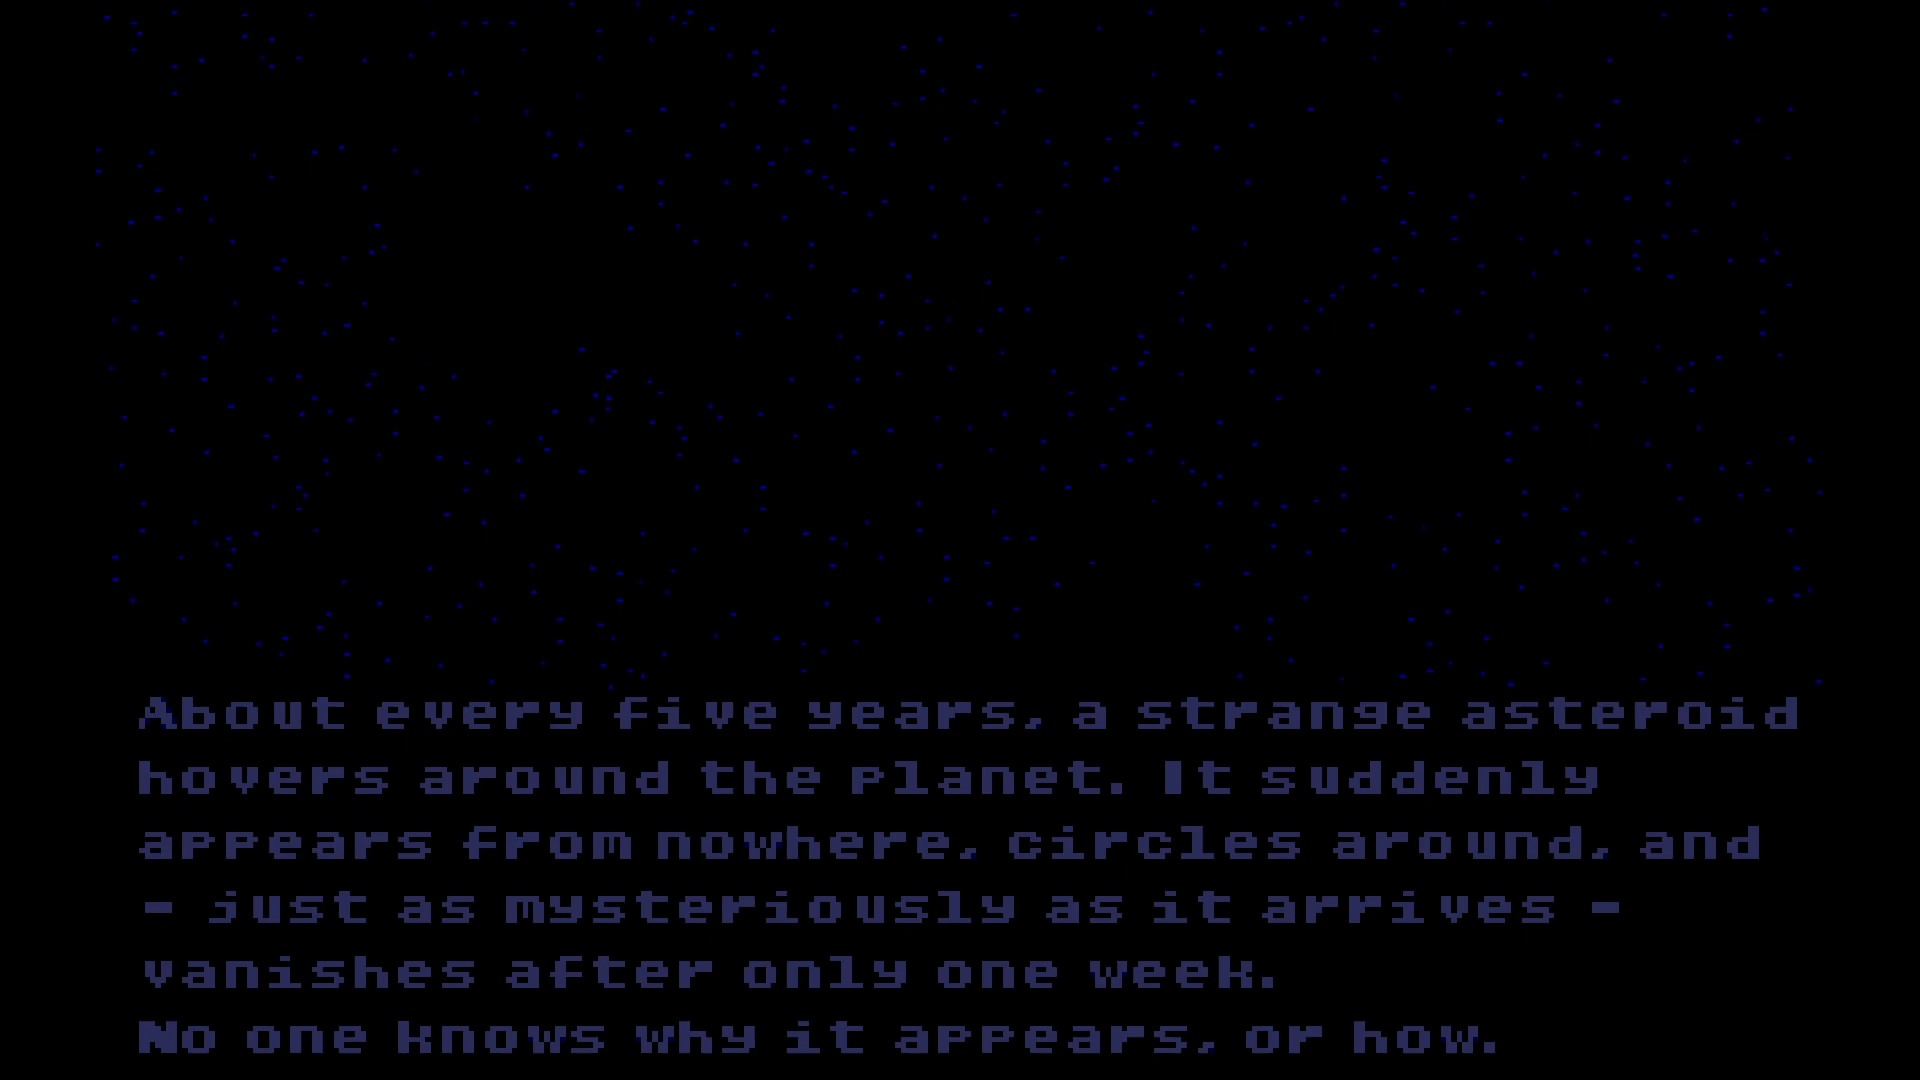 About every five years, a strange asteroid
hovers around the planet. It suddenly
appears from nowhere, circles around, and
- just as mysteriously as it arrives -
vanishes after only one week.
No one knows why it appears, or how.